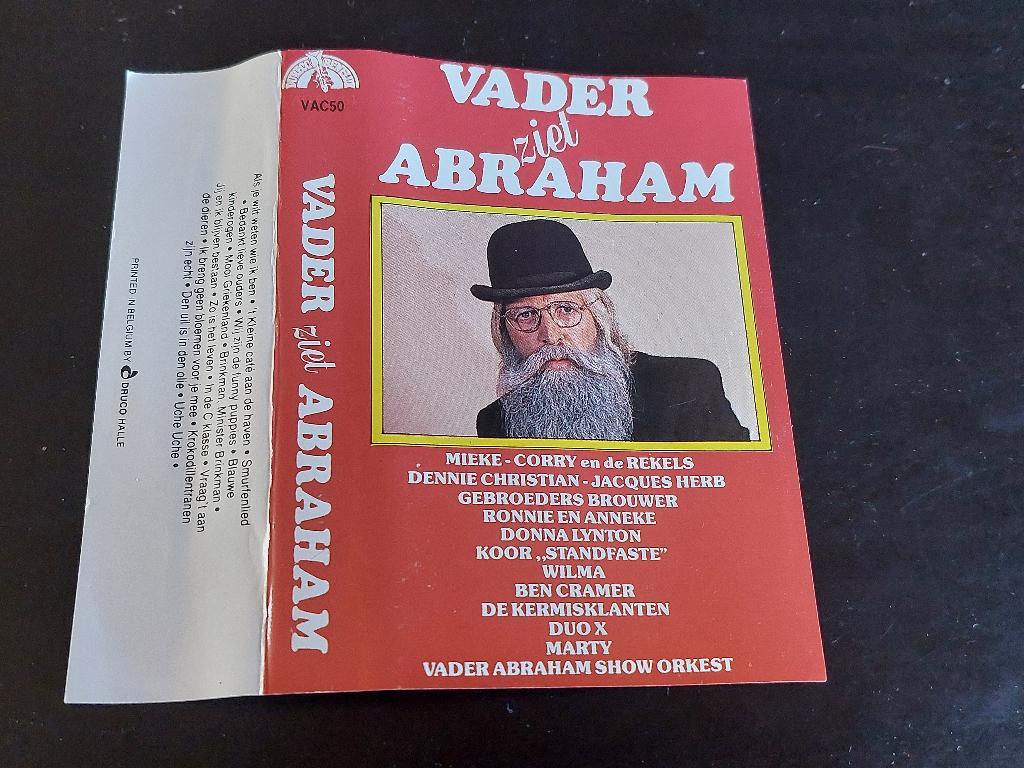 VADER
ziet
ABRAHAM
MIEKE - CORRY en de REKELS
DENNIE CHRISTIAN - JACQUES HERB
GEBROEDERS BROUWER
RONNIE EN ANNEKE
DONNA LYNTON
KOOR „STANDFASTE”
WILMA
BEN CRAMER
DE KERMISKLANTEN
DUO X
MARTY
VADER ABRAHAM SHOW ORKEST
VAC50
VADER ziet ABRAHAM
Als je wilt weten wie ik ben • 't Kleine café aan de haven • Smurfenlied
• Bedankt lieve ouders • Wij zijn de funny puppies • Blauwe
kinderogen • Mooi Griekenland • Brinkman, Minister Brinkman •
Jij en ik blijven bestaan • Zo is het leven • In de C klasse • Vraag 't aan
de dieren • Ik breng geen bloemen voor je mee • Krokodillentranen
zijn echt • Den uil is in den olie • Uche Uche •
PRINTED IN BELGIUM BY DRUCO HALLE